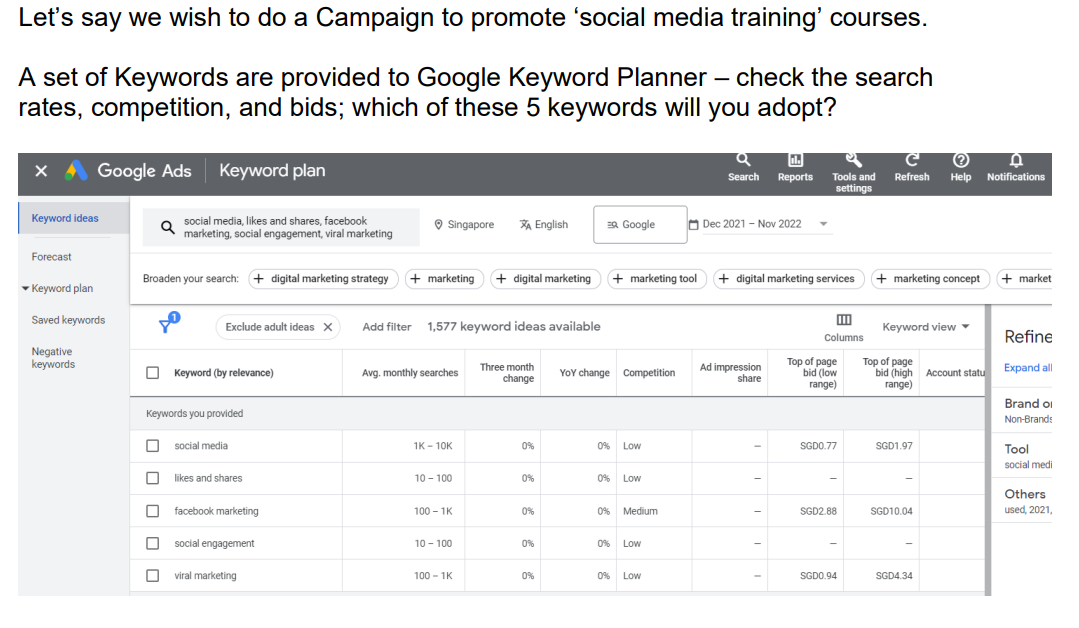 Let’s say we wish to do a Campaign to promote ‘social media training’ courses.
A set of Keywords are provided to Google Keyword Planner – check the search
rates, competition, and bids; which of these 5 keywords will you adopt?
Google Ads Keyword plan
Search Reports Tools and settings Refresh Help Notifications
Keyword ideas
Forecast
Keyword plan
Saved keywords
Negative
keywords
social media, likes and shares, facebook
marketing, social engagement, viral marketing
Singapore English Google Dec 2021 – Nov 2022
Broaden your search: + digital marketing strategy + marketing + digital marketing + marketing tool + digital marketing services + marketing concept + market
1
Exclude adult ideas × Add filter 1,577 keyword ideas available Columns Keyword view
Keyword (by relevance) Avg. monthly searches Three month change YoY change Competition Ad impression share Top of page bid (low range) Top of page bid (high range) Account statu
Keywords you provided
social media 1K – 10K 0% 0% Low – SGD0.77 SGD1.97
likes and shares 10 – 100 0% 0% Low – – –
facebook marketing 100 – 1K 0% 0% Medium – SGD2.88 SGD10.04
social engagement 10 – 100 0% 0% Low – – –
viral marketing 100 – 1K 0% 0% Low – SGD0.94 SGD4.34
Refine
Expand all
Brand or
Non-Brands
Tool
social medi
Others
used, 2021,